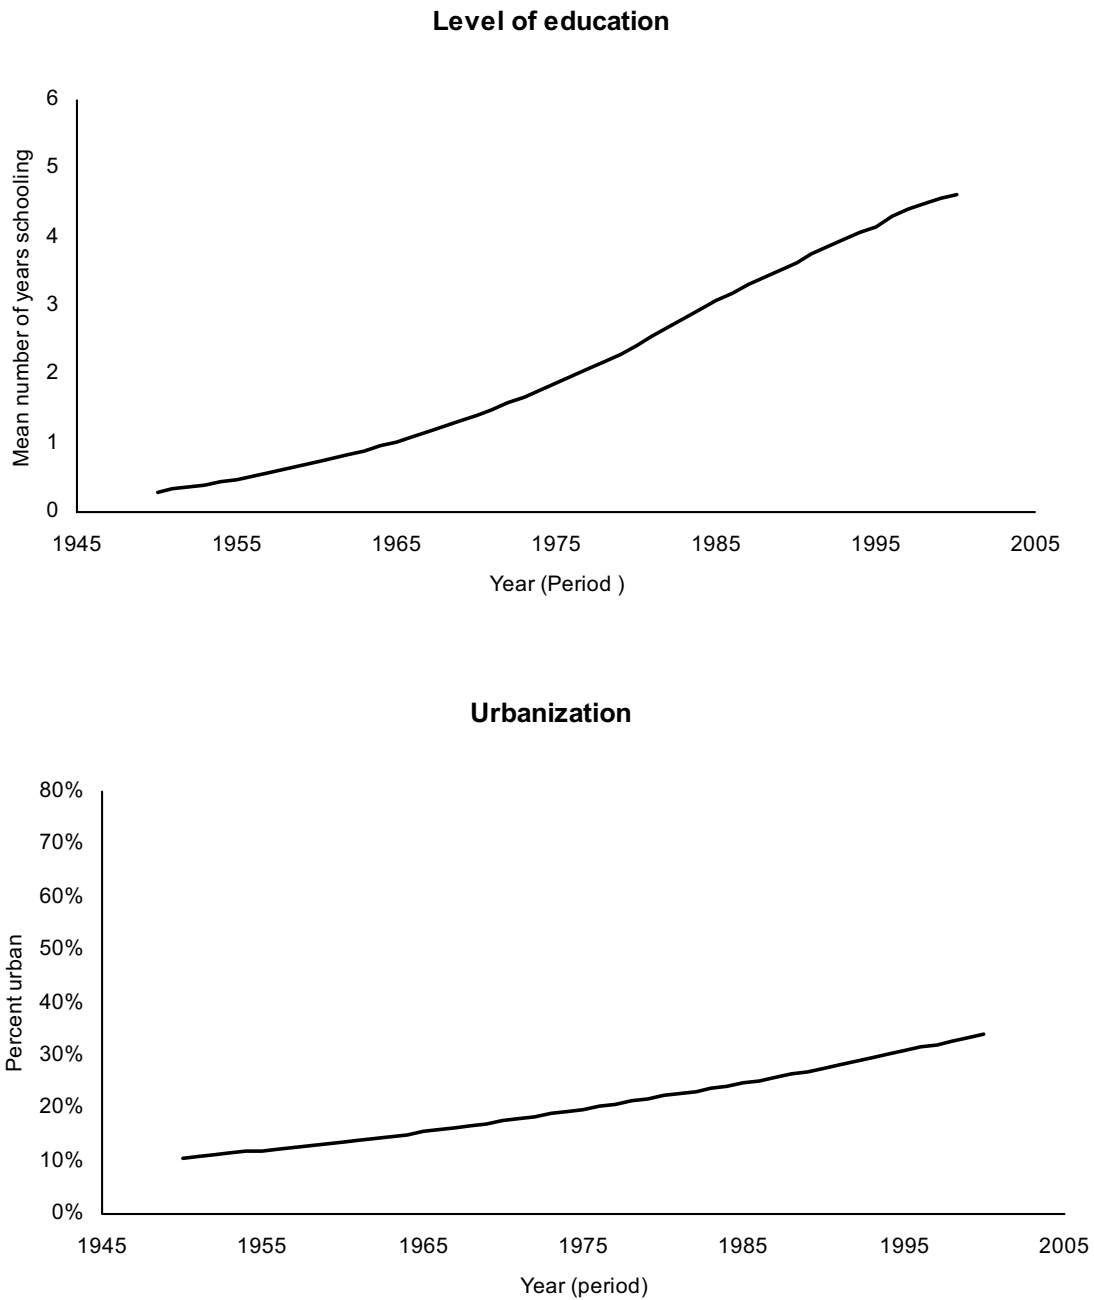 Level of education
6
5
4
3
2
1
0
Mean number of years schooling
1945 1955 1965 1975 1985 1995 2005
Year (Period )
Urbanization
80%
70%
60%
50%
40%
30%
20%
10%
0%
Percent urban
1945 1955 1965 1975 1985 1995 2005
Year (period)